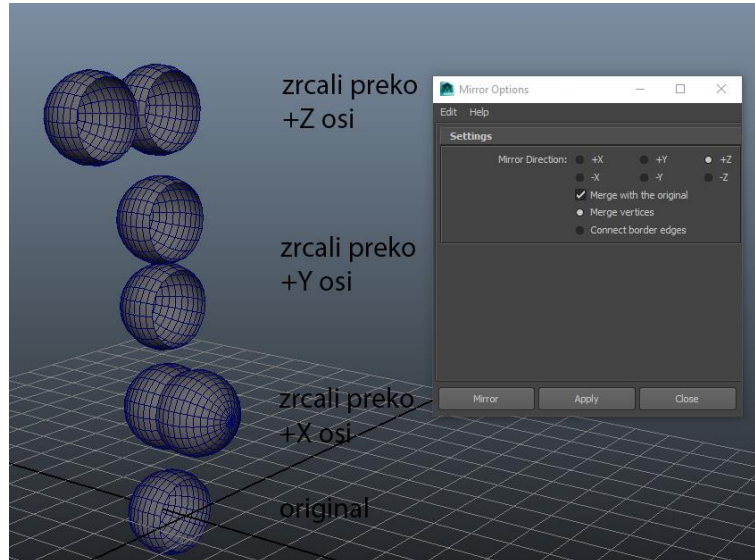 zrcali preko
+Z osi
zrcali preko
+Y osi
zrcali preko
+X osi
original
Mirror Options
Edit Help
Settings
Mirror Direction: +X +Y +Z
-X -Y -Z
Merge with the original
Merge vertices
Connect border edges
Mirror Apply Close